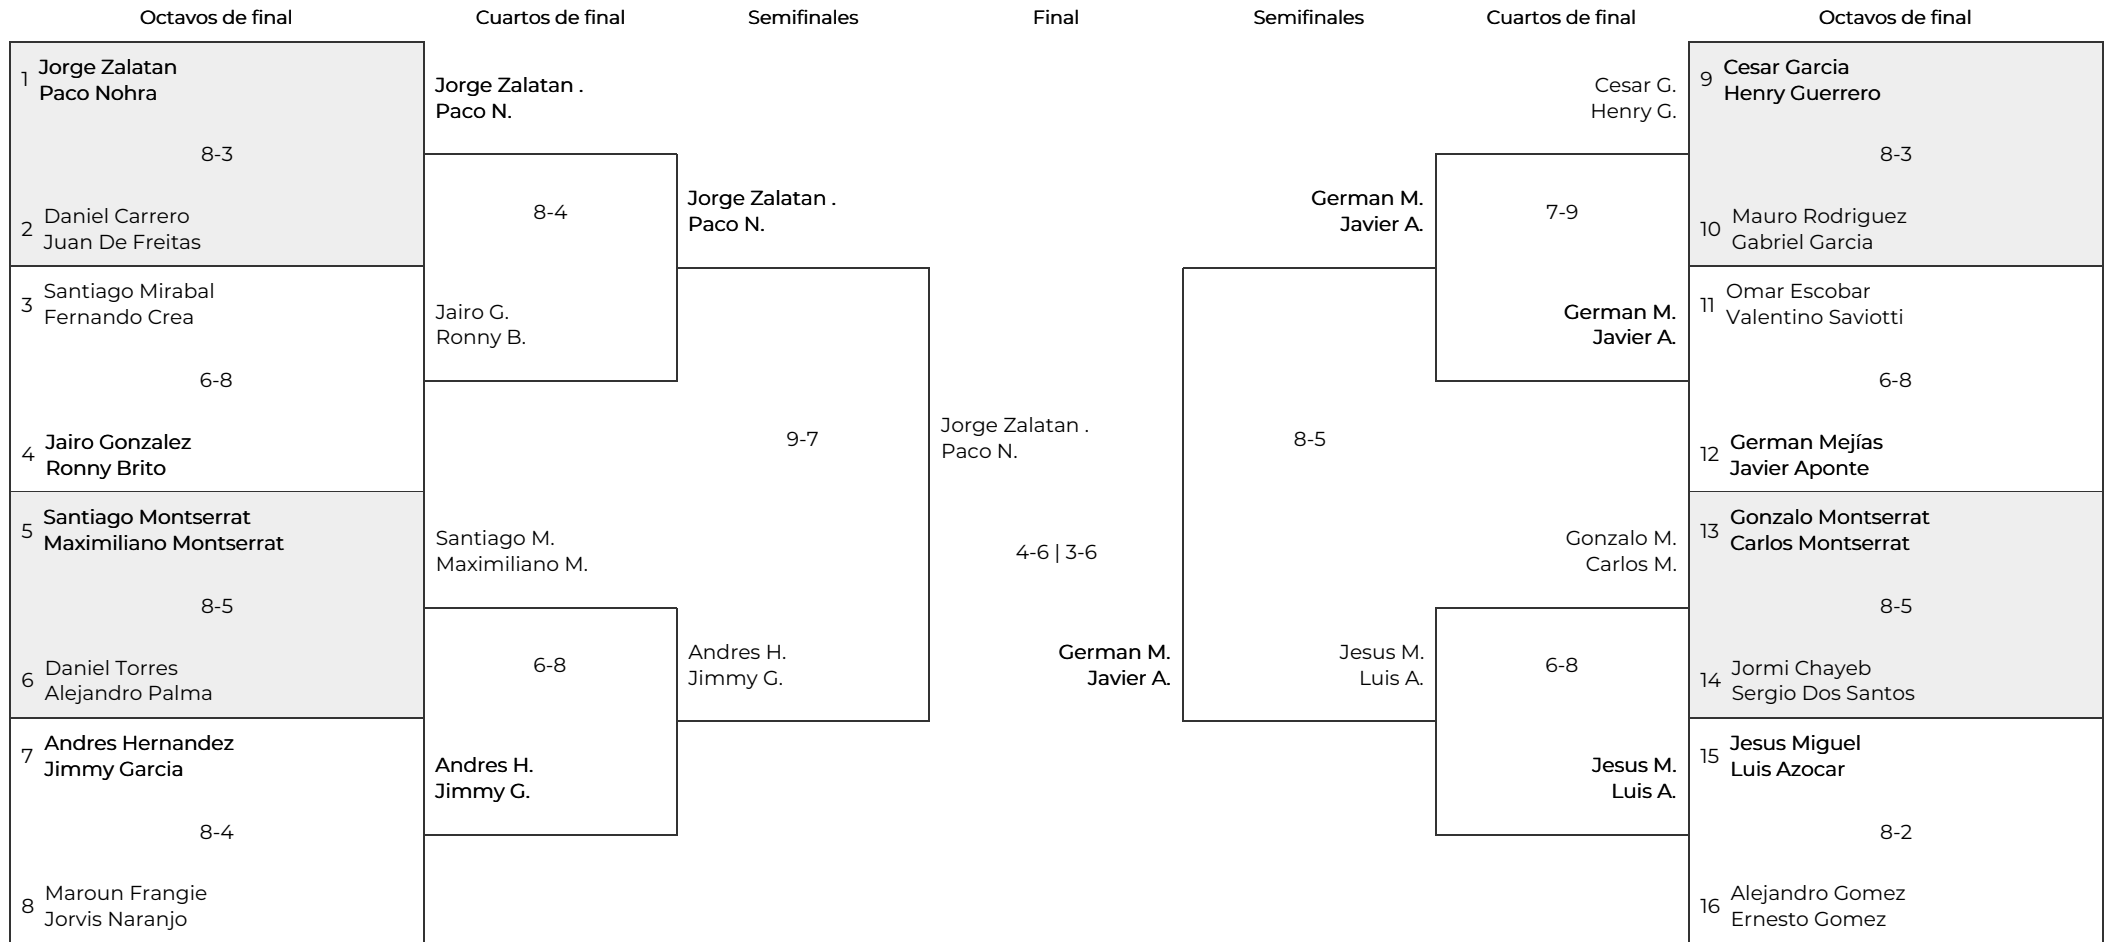 Octavos de final
Cuartos de final
Semifinales
Final
Semifinales
Cuartos de final
Octavos de final
1
Jorge Zalatan
Paco Nohra
8-3
2
Daniel Carrero
Juan De Freitas
3
Santiago Mirabal
Fernando Crea
6-8
4
Jairo Gonzalez
Ronny Brito
5
Santiago Montserrat
Maximiliano Montserrat
8-5
6
Daniel Torres
Alejandro Palma
7
Andres Hernandez
Jimmy Garcia
8-4
8
Maroun Frangie
Jorvis Naranjo
Jorge Zalatan .
Paco N.
8-4
Jairo G.
Ronny B.
Santiago M.
Maximiliano M.
6-8
Andres H.
Jimmy G.
Jorge Zalatan .
Paco N.
9-7
Andres H.
Jimmy G.
Jorge Zalatan .
Paco N.
4-6 | 3-6
German M.
Javier A.
German M.
Javier A.
8-5
Jesus M.
Luis A.
Cesar G.
Henry G.
7-9
German M.
Javier A.
Gonzalo M.
Carlos M.
6-8
Jesus M.
Luis A.
9
Cesar Garcia
Henry Guerrero
8-3
10
Mauro Rodriguez
Gabriel Garcia
11
Omar Escobar
Valentino Saviotti
6-8
12
German Mejías
Javier Aponte
13
Gonzalo Montserrat
Carlos Montserrat
8-5
14
Jormi Chayeb
Sergio Dos Santos
15
Jesus Miguel
Luis Azocar
8-2
16
Alejandro Gomez
Ernesto Gomez